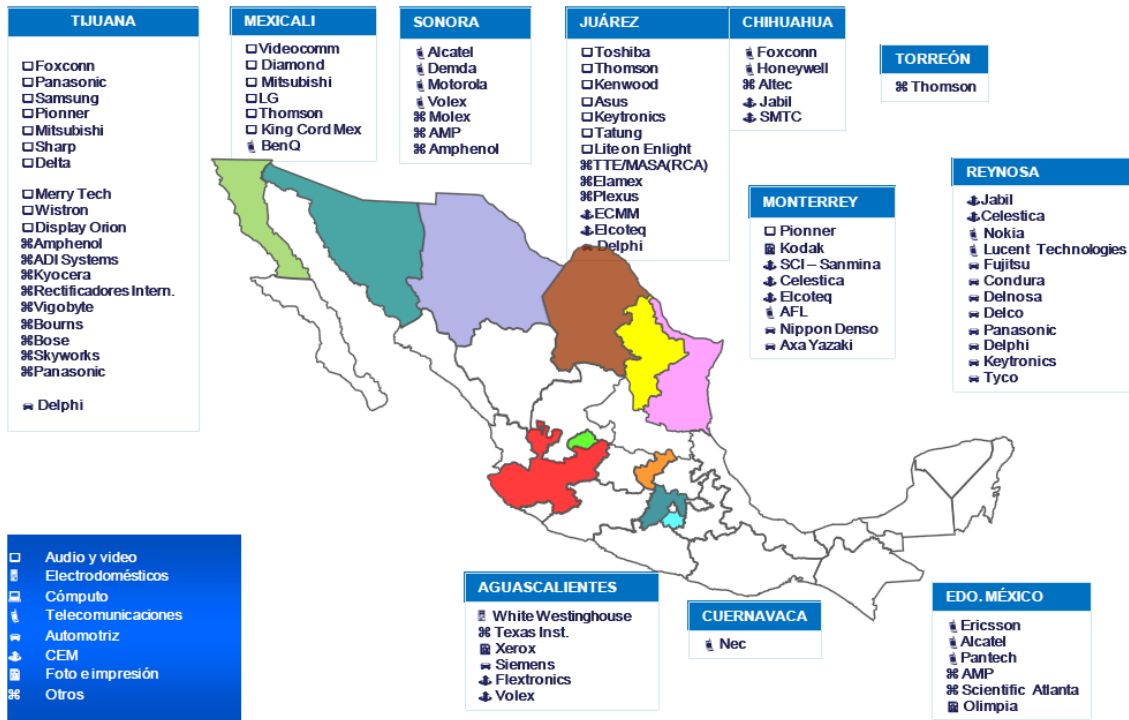 TIJUANA
Foxconn
Panasonic
Samsung
Pionner
Mitsubishi
Sharp
Delta
Merry Tech
Wistron
Display Orion
Amphenol
ADI Systems
Kyocera
Rectificadores Intern.
Vigobyte
Bourns
Bose
Skyworks
Panasonic
Delphi
MEXICALI
Videocomm
Diamond
Mitsubishi
LG
Thomson
King Cord Mex
BenQ
SONORA
Alcatel
Demda
Motorola
Volex
Molex
AMP
Amphenol
JUÁREZ
Toshiba
Thomson
Kenwood
Asus
Keytronics
Tatung
Lite on Enlight
TTE/MASA(RCA)
Elamex
Plexus
ECMM
Elcoteq
Delphi
CHIHUAHUA
Foxconn
Honeywell
Altec
Jabil
SMTC
TORREÓN
Thomson
MONTERREY
Pionner
Kodak
SCI – Sanmina
Celestica
Elcoteq
AFL
Nippon Denso
Axa Yazaki
REYNOSA
Jabil
Celestica
Nokia
Lucent Technologies
Fujitsu
Condura
Delnosa
Delco
Panasonic
Delphi
Keytronics
Tyco
Audio y video
Electrodomésticos
Cómputo
Telecomunicaciones
Automotriz
CEM
Foto e impresión
Otros
AGUASCALIENTES
White Westinghouse
Texas Inst.
Xerox
Siemens
Flextronics
Volex
CUERNAVACA
Nec
EDO. MÉXICO
Ericsson
Alcatel
Pantech
AMP
Scientific Atlanta
Olimpia